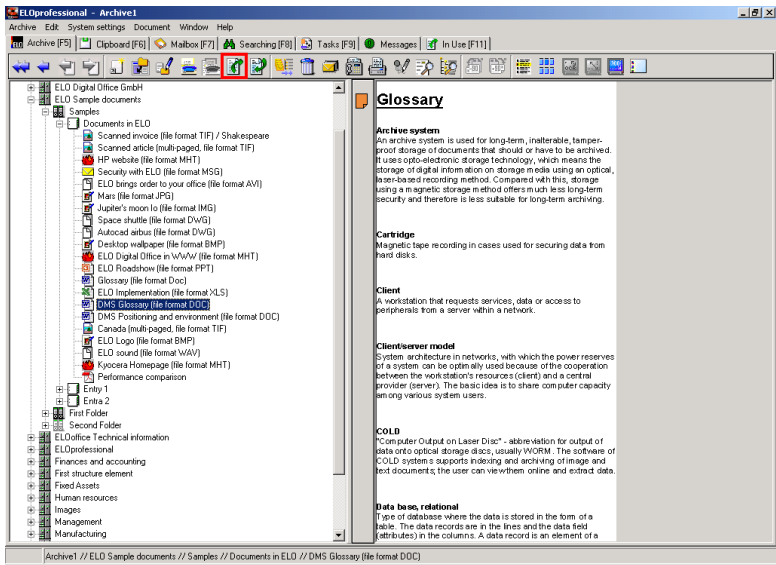 ELOprofessional - Archive1
Archive Edit System settings Document Window Help
Archive [F5] Clipboard [F6] Mailbox [F7] Searching [F8] Tasks [F9] Messages In Use [F11]
ELO Digital Office GmbH
ELO Sample documents
Samples
Documents in ELO
Scanned invoice (file format TIF) / Shakespeare
Scanned article (multi-paged, file format TIF)
HP website (file format MHT)
Security with ELO (file format MSG)
ELO brings order to your office (file format AVI)
Mars (file format JPG)
Jupiter's moon Io (file format IMG)
Space shuttle (file format DWG)
Autocad airbus (file format DWG)
Desktop wallpaper (file format BMP)
ELO Digital Office in WWW (file format MHT)
ELO Roadshow (file format PPT)
Glossary (file format Doc)
ELO Implementation (file format XLS)
DMS Glossary (file format DOC)
DMS Positioning and environment (file format DOC)
Canada (multi-paged, file format TIF)
ELO Logo (file format BMP)
ELO sound (file format WAV)
Kyocera Homepage (file format MHT)
Performance comparison
Entry 1
Entra 2
First Folder
Second Folder
ELOoffice Technical information
ELOprofessional
Finances and accounting
First structure element
Fixed Assets
Human resources
Images
Management
Manufacturing
Glossary
Archive system
An archive system is used for long-term, inalterable, tamper-
proof storage of documents that should or have to be archived.
It uses opto-electronic storage technology, which means the
storage of digital information on storage media using an optical,
laser-based recording method. Compared with this, storage
using a magnetic storage method offers much less long-term
security and therefore is less suitable for long-term archiving.
Cartridge
Magnetic tape recording in cases used for securing data from
hard disks.
Client
A workstation that requests services, data or access to
peripherals from a server within a network.
Client/server model
System architecture in networks, with which the power reserves
of a system can be optimally used because of the cooperation
between the workstation's resources (client) and a central
provider (server). The basic idea is to share computer capacity
among various system users.
COLD
"Computer Output on Laser Disc" - abbreviation for output of
data onto optical storage discs, usually WORM. The software of
COLD systems supports indexing and archiving of image and
text documents; the user can view them online and extract data.
Data base, relational
Type of database where the data is stored in the form of a
table. The data records are in the lines and the data field
(attributes) in the columns. A data record is an element of a
Archive1 // ELO Sample documents // Samples // Documents in ELO // DMS Glossary (file format DOC)